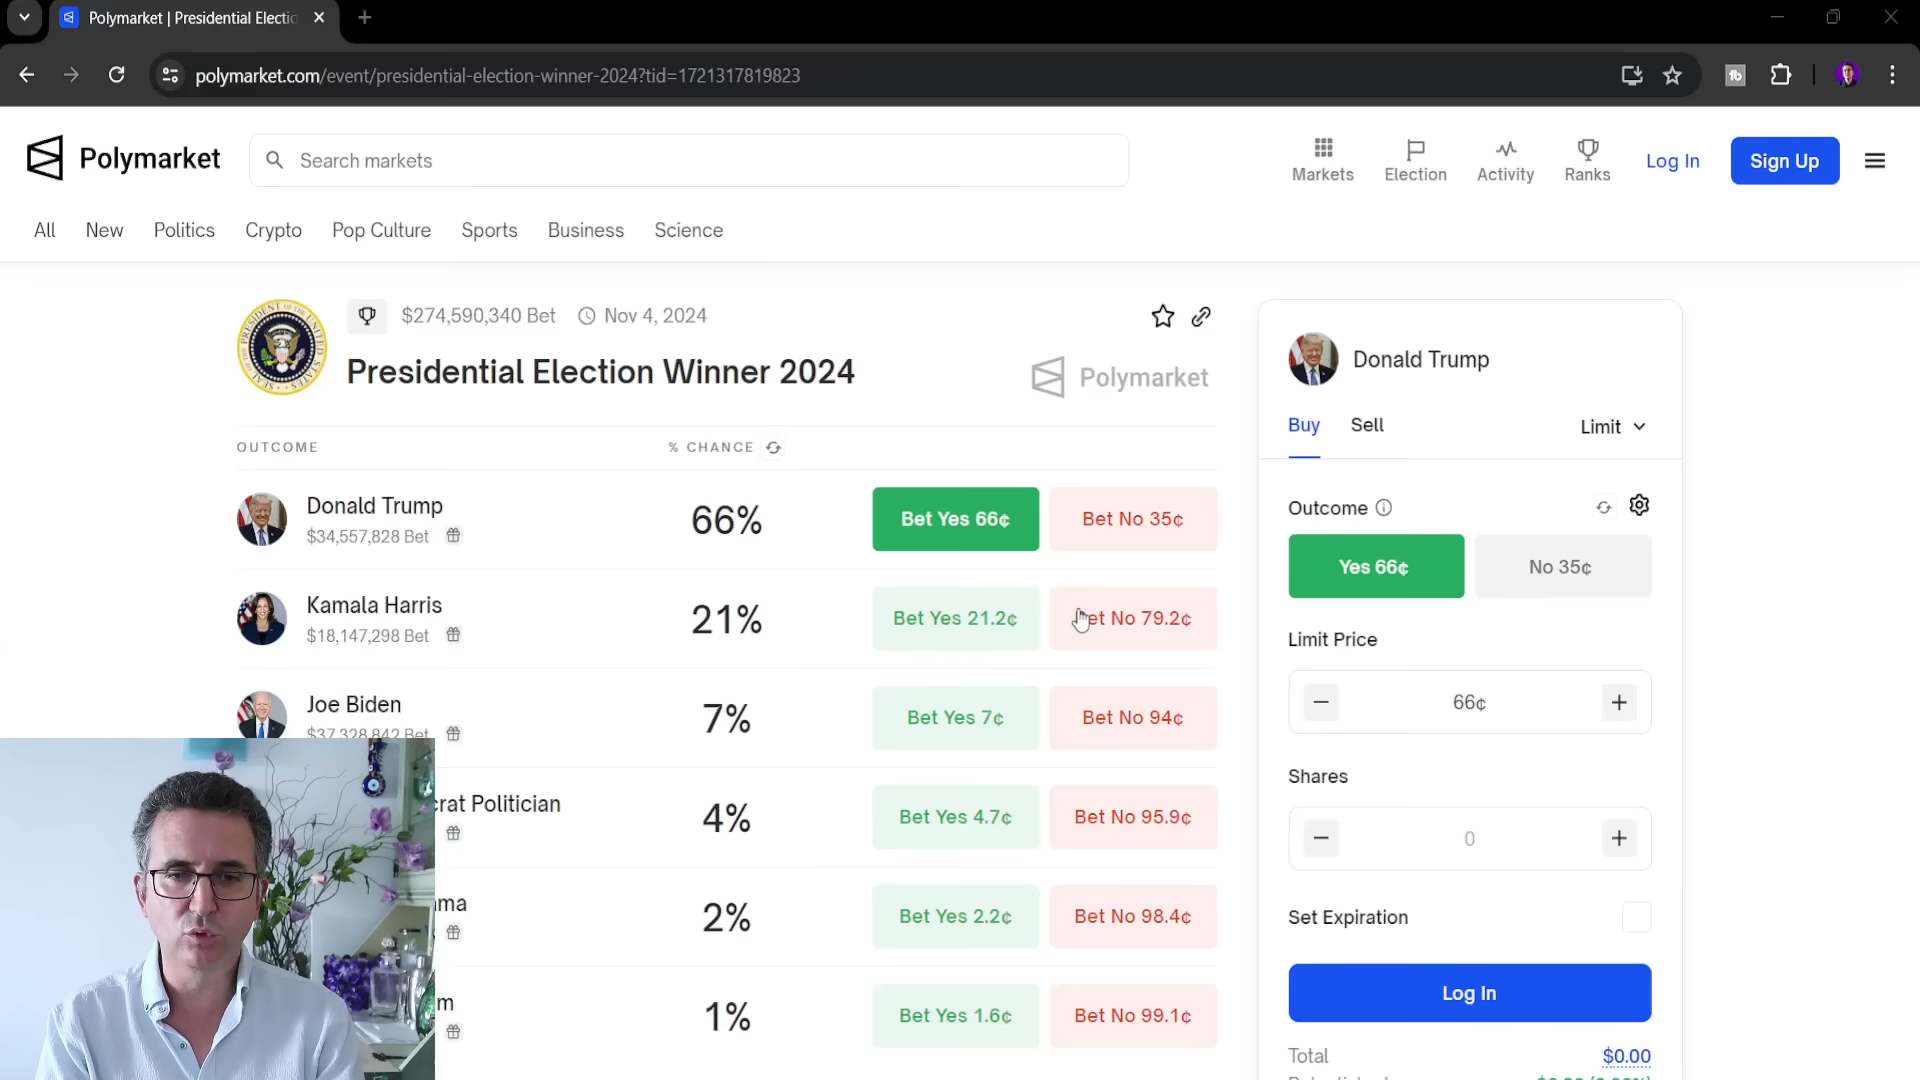 Polymarket | Presidential Electio
polymarket.com/event/presidential-election-winner-2024?tid=1721317819823
Polymarket
Search markets
Markets
Election
Activity
Ranks
Log In
Sign Up
All
New
Politics
Crypto
Pop Culture
Sports
Business
Science
$274,590,340 Bet
Nov 4, 2024
Presidential Election Winner 2024
Polymarket
OUTCOME
% CHANCE
Donald Trump
$34,557,828 Bet
66%
Bet Yes 66¢
Bet No 35¢
Kamala Harris
$18,147,298 Bet
21%
Bet Yes 21.2¢
Bet No 79.2¢
Joe Biden
$37,328,842 Bet
7%
Bet Yes 7¢
Bet No 94¢
crat Politician
4%
Bet Yes 4.7¢
Bet No 95.9¢
ma
2%
Bet Yes 2.2¢
Bet No 98.4¢
m
1%
Bet Yes 1.6¢
Bet No 99.1¢
Donald Trump
Buy
Sell
Limit
Outcome
Yes 66¢
No 35¢
Limit Price
66¢
Shares
0
Set Expiration
Log In
Total
$0.00